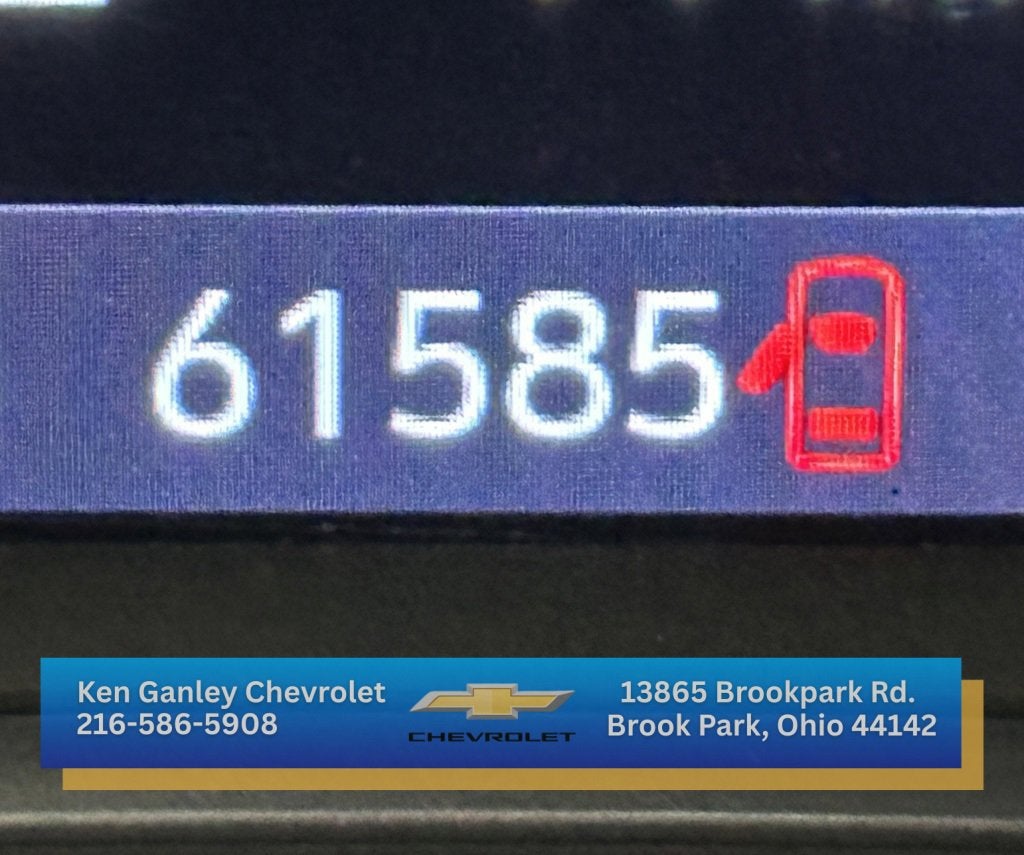 61585
Ken Ganley Chevrolet
216-586-5908
CHEVROLET
13865 Brookpark Rd.
Brook Park, Ohio 44142